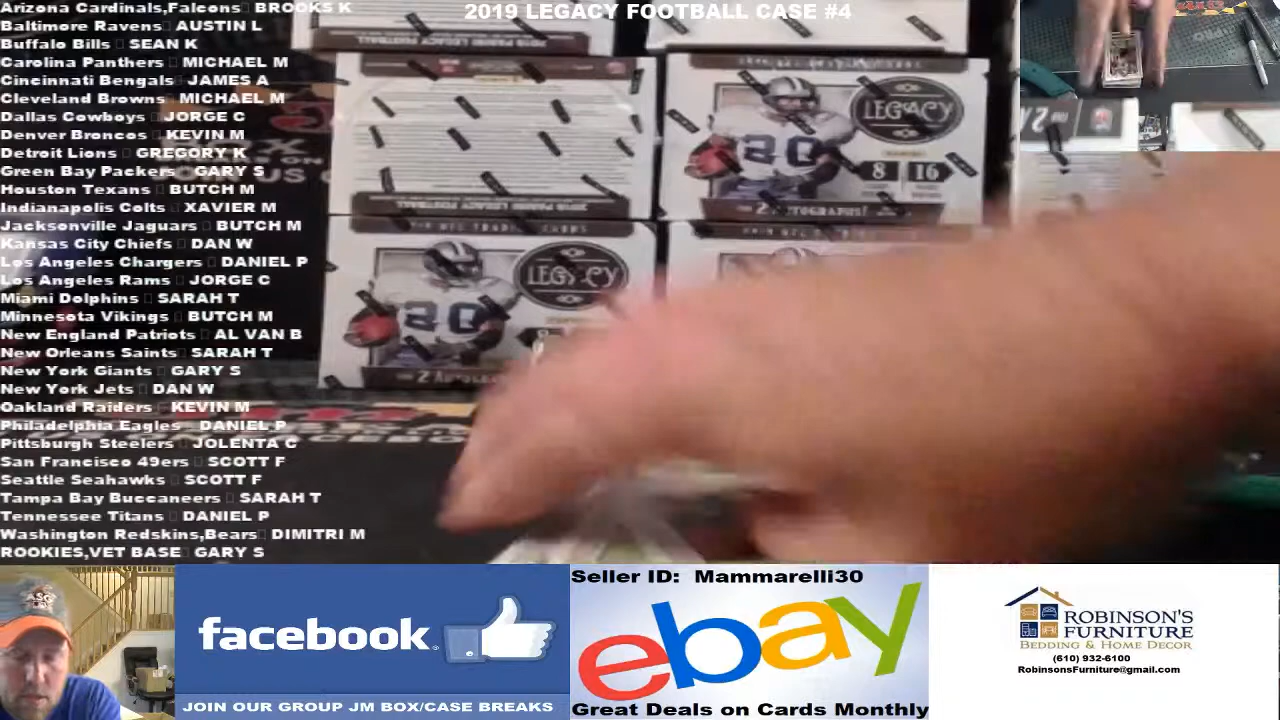 2019 LEGACY FOOTBALL CASE #4
Arizona Cardinals,Falcons BROOKS K
Baltimore Ravens AUSTIN L
Buffalo Bills SEAN K
Carolina Panthers MICHAEL M
Cincinnati Bengals JAMES A
Cleveland Browns MICHAEL M
Dallas Cowboys JORGE C
Denver Broncos KEVIN M
Detroit Lions GREGORY K
Green Bay Packers GARY S
Houston Texans BUTCH M
Indianapolis Colts XAVIER M
Jacksonville Jaguars BUTCH M
Kansas City Chiefs DAN W
Los Angeles Chargers DANIEL P
Los Angeles Rams JORGE C
Miami Dolphins SARAH T
Minnesota Vikings BUTCH M
New England Patriots AL VAN B
New Orleans Saints SARAH T
New York Giants GARY S
New York Jets DAN W
Oakland Raiders KEVIN M
Philadelphia Eagles DANIEL P
Pittsburgh Steelers JOLENTA C
San Francisco 49ers SCOTT F
Seattle Seahawks SCOTT F
Tampa Bay Buccaneers SARAH T
Tennessee Titans DANIEL P
Washington Redskins,Bears DIMITRI M
ROOKIES,VET BASE GARY S
LEGACY
20
8 16
LEGACY
20
facebook.
JOIN OUR GROUP JM BOX/CASE BREAKS
Seller ID: Mammarelli30
ebay
Great Deals on Cards Monthly
ROBINSON'S
FURNITURE
BEDDING & HOME DECOR
(610) 932-6100
RobinsonsFurniture@gmail.com